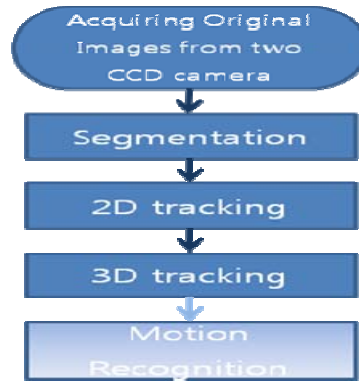 Acquiring Original
Images from two
CCD camera
Segmentation
2D tracking
3D tracking
Motion
Recognition